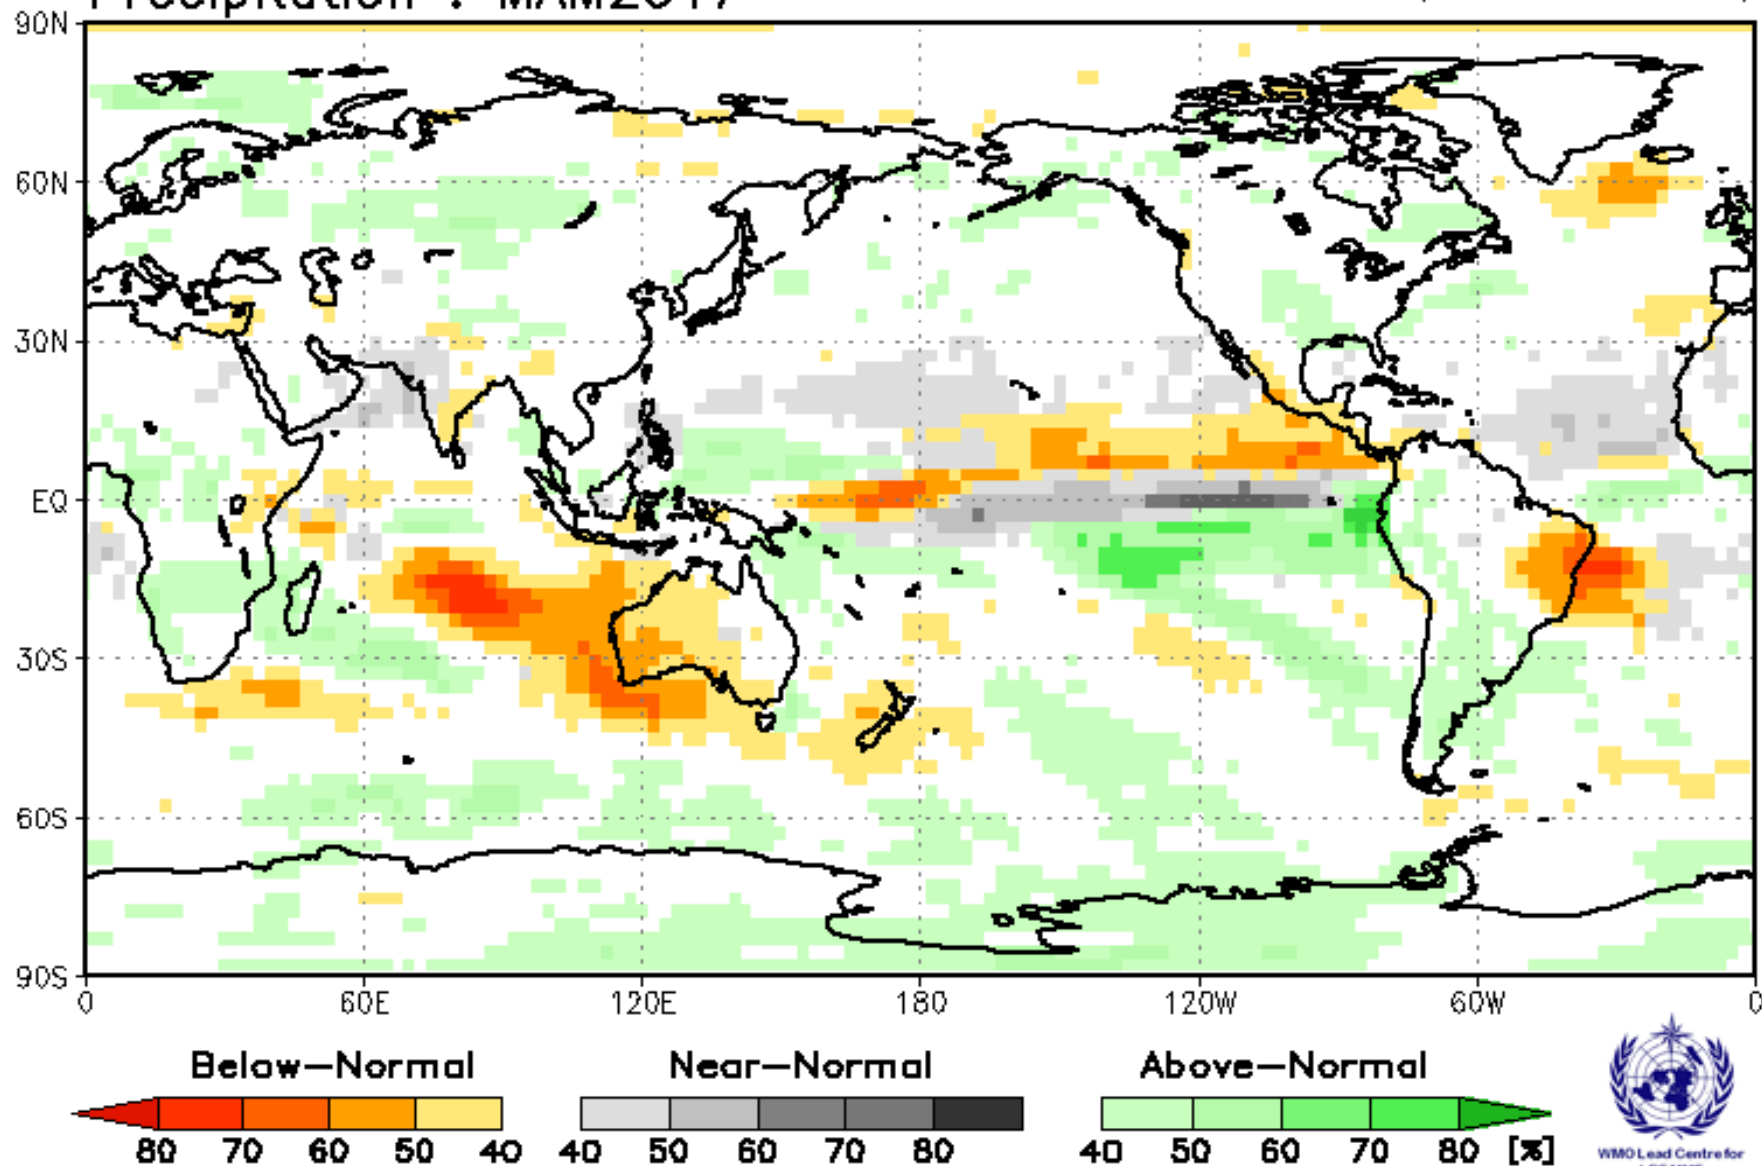 Precipitation : MAM2017
90N
60N
30N
EQ
30S
60S
90S
0 60E 120E 180 120W 60W 0
Below-Normal Near-Normal Above-Normal
80 70 60 50 40 40 50 60 70 80 40 50 60 70 80 [%]
WMO Lead Centre for